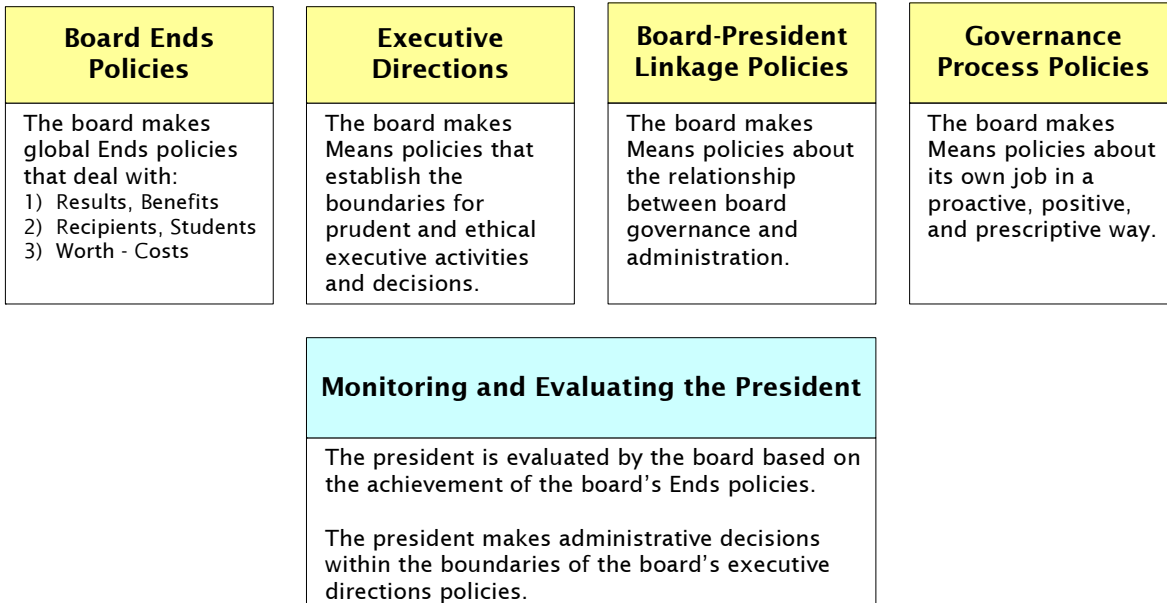 Board Ends
Policies
The board makes
global Ends policies
that deal with:
1) Results, Benefits
2) Recipients, Students
3) Worth - Costs
Executive
Directions
The board makes
Means policies that
establish the
boundaries for
prudent and ethical
executive activities
and decisions.
Board-President
Linkage Policies
The board makes
Means policies about
the relationship
between board
governance and
administration.
Governance
Process Policies
The board makes
Means policies about
its own job in a
proactive, positive,
and prescriptive way.
Monitoring and Evaluating the President
The president is evaluated by the board based on
the achievement of the board’s Ends policies.
The president makes administrative decisions
within the boundaries of the board’s executive
directions policies.